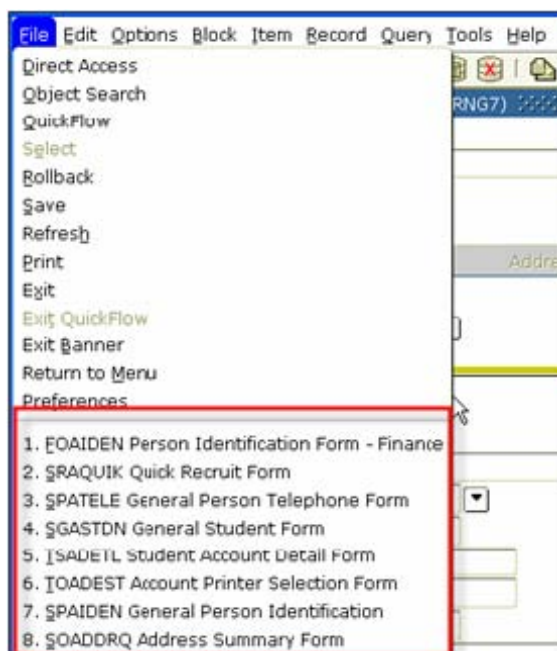 File Edit Options Block Item Record Query Tools Help
Direct Access
Object Search
RNG7)
QuickFlow
Select
Rollback
Save
Refresh
Print
Addre
Exit
Exit QuickFlow
Exit Banner
Return to Menu
Preferences
1. FOAIDEN Person Identification Form - Finance
2. SRAQUIK Quick Recruit Form
3. SPATELE General Person Telephone Form
4. SGASTDN General Student Form
5. TSADETL Student Account Detail Form
6. TOADEST Account Printer Selection Form
7. SPAIDEN General Person Identification
8. SOADDRQ Address Summary Form